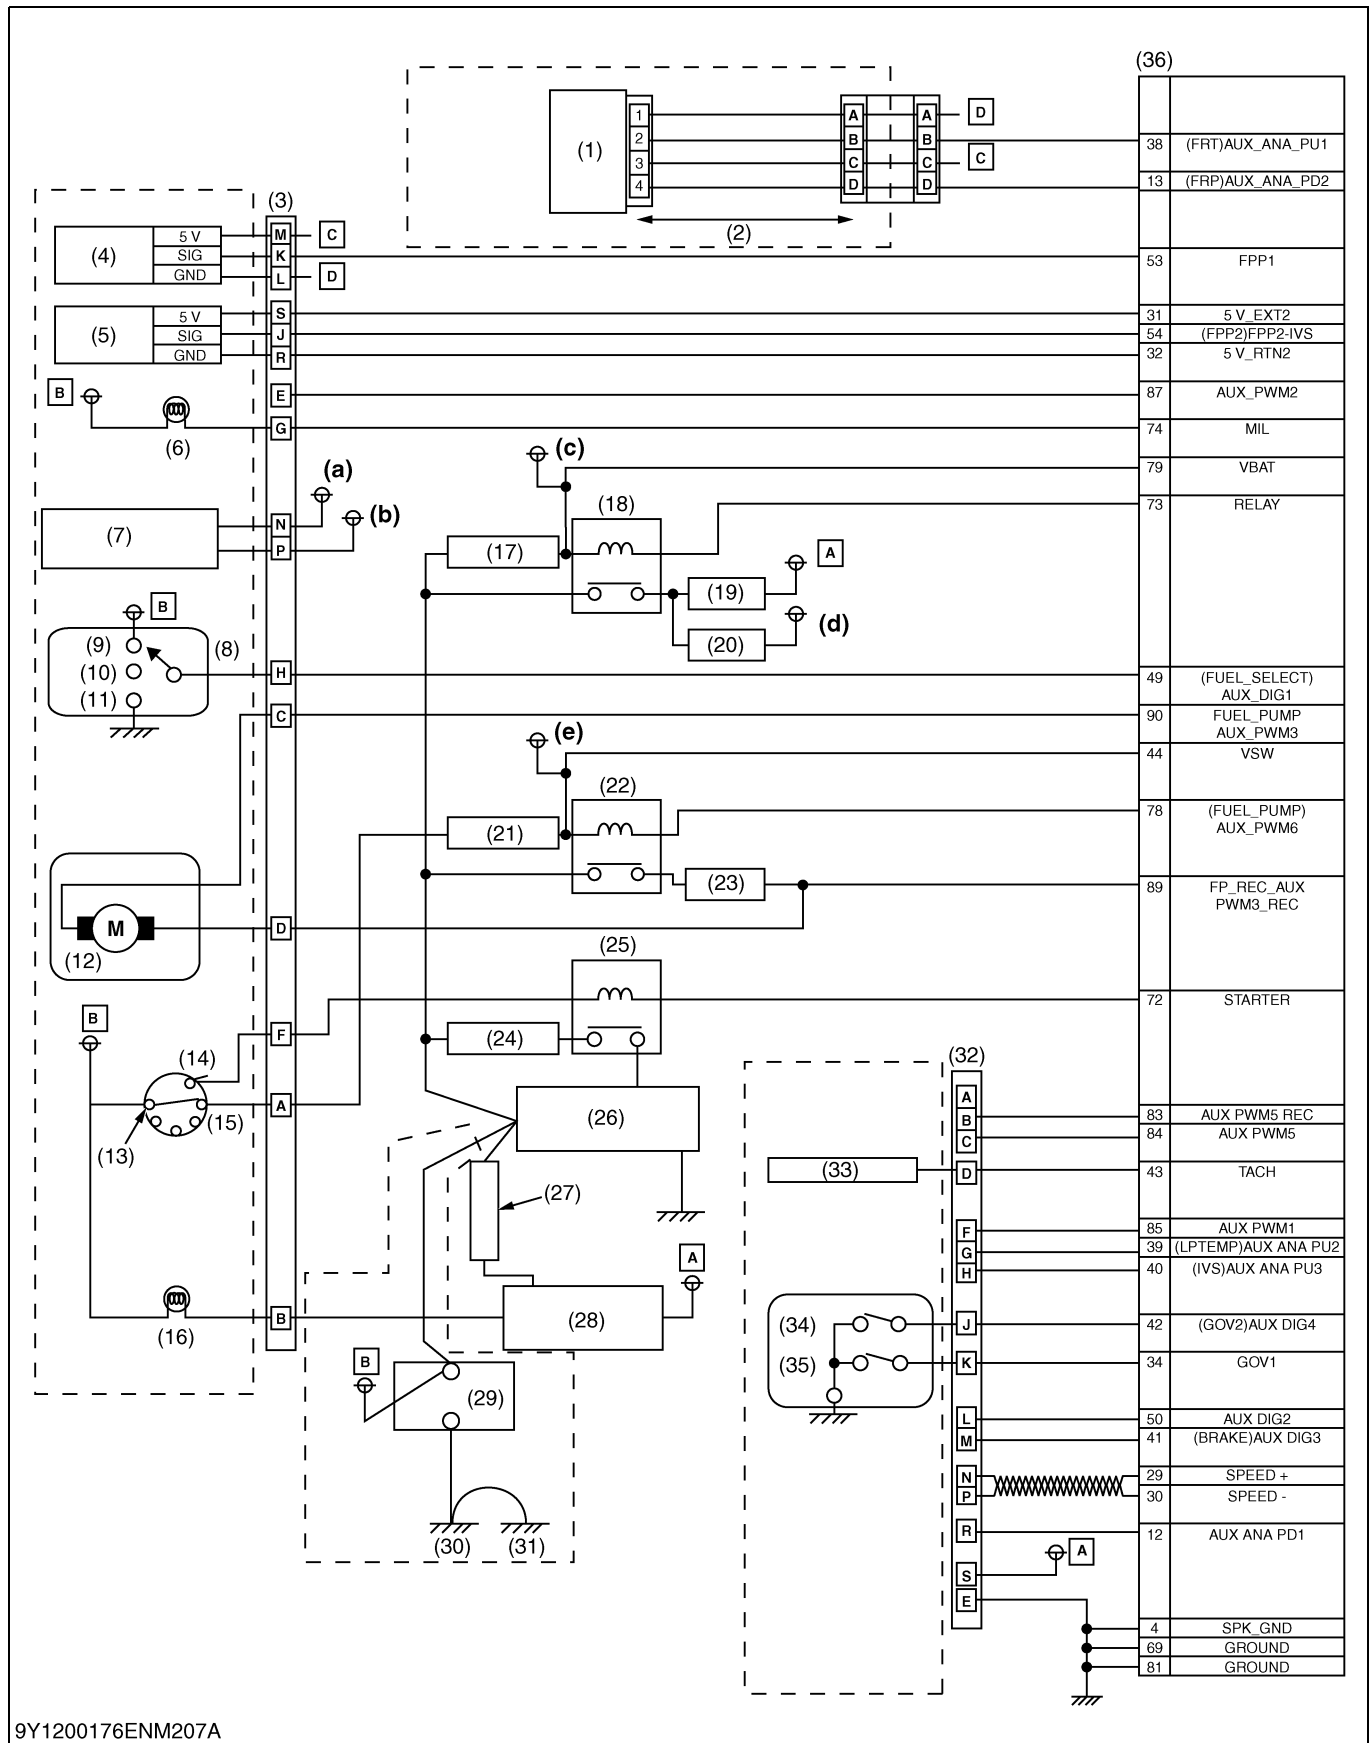 (36)
(1)
1
2
3
4
A
B
C
D
A
B
C
D
D
C
38 (FRT)AUX_ANA_PU1
13 (FRP)AUX_ANA_PD2
(2)
(3)
(4)
5 V
SIG
GND
M
K
L
C
D
53 FPP1
(5)
5 V
SIG
GND
S
J
R
31 5 V_EXT2
54 (FPP2)FPP2-IVS
32 5 V_RTN2
B
E
87 AUX_PWM2
(6)
G
74 MIL
(a)
(b)
(c)
79 VBAT
(7)
N
P
(17)
(18)
73 RELAY
A
(19)
(20)
(d)
B
(8)
(9)
(10)
(11)
H
49 (FUEL_SELECT)
AUX_DIG1
C
90 FUEL_PUMP
AUX_PWM3
(e)
44 VSW
(21)
(22)
78 (FUEL_PUMP)
AUX_PWM6
(23)
89 FP_REC_AUX
PWM3_REC
M
(12)
D
(25)
72 STARTER
B
F
(24)
(14)
(13)
(15)
A
(26)
(27)
A
(16)
B
(28)
B
(29)
(30)
(31)
(32)
A
B
C
D
F
G
H
J
K
L
M
N
P
R
S
E
(33)
(34)
(35)
A
83 AUX PWM5 REC
84 AUX PWM5
43 TACH
85 AUX PWM1
39 (LPTEMP)AUX ANA PU2
40 (IVS)AUX ANA PU3
42 (GOV2)AUX DIG4
34 GOV1
50 AUX DIG2
41 (BRAKE)AUX DIG3
29 SPEED +
30 SPEED -
12 AUX ANA PD1
4 SPK_GND
69 GROUND
81 GROUND
9Y1200176ENM207A